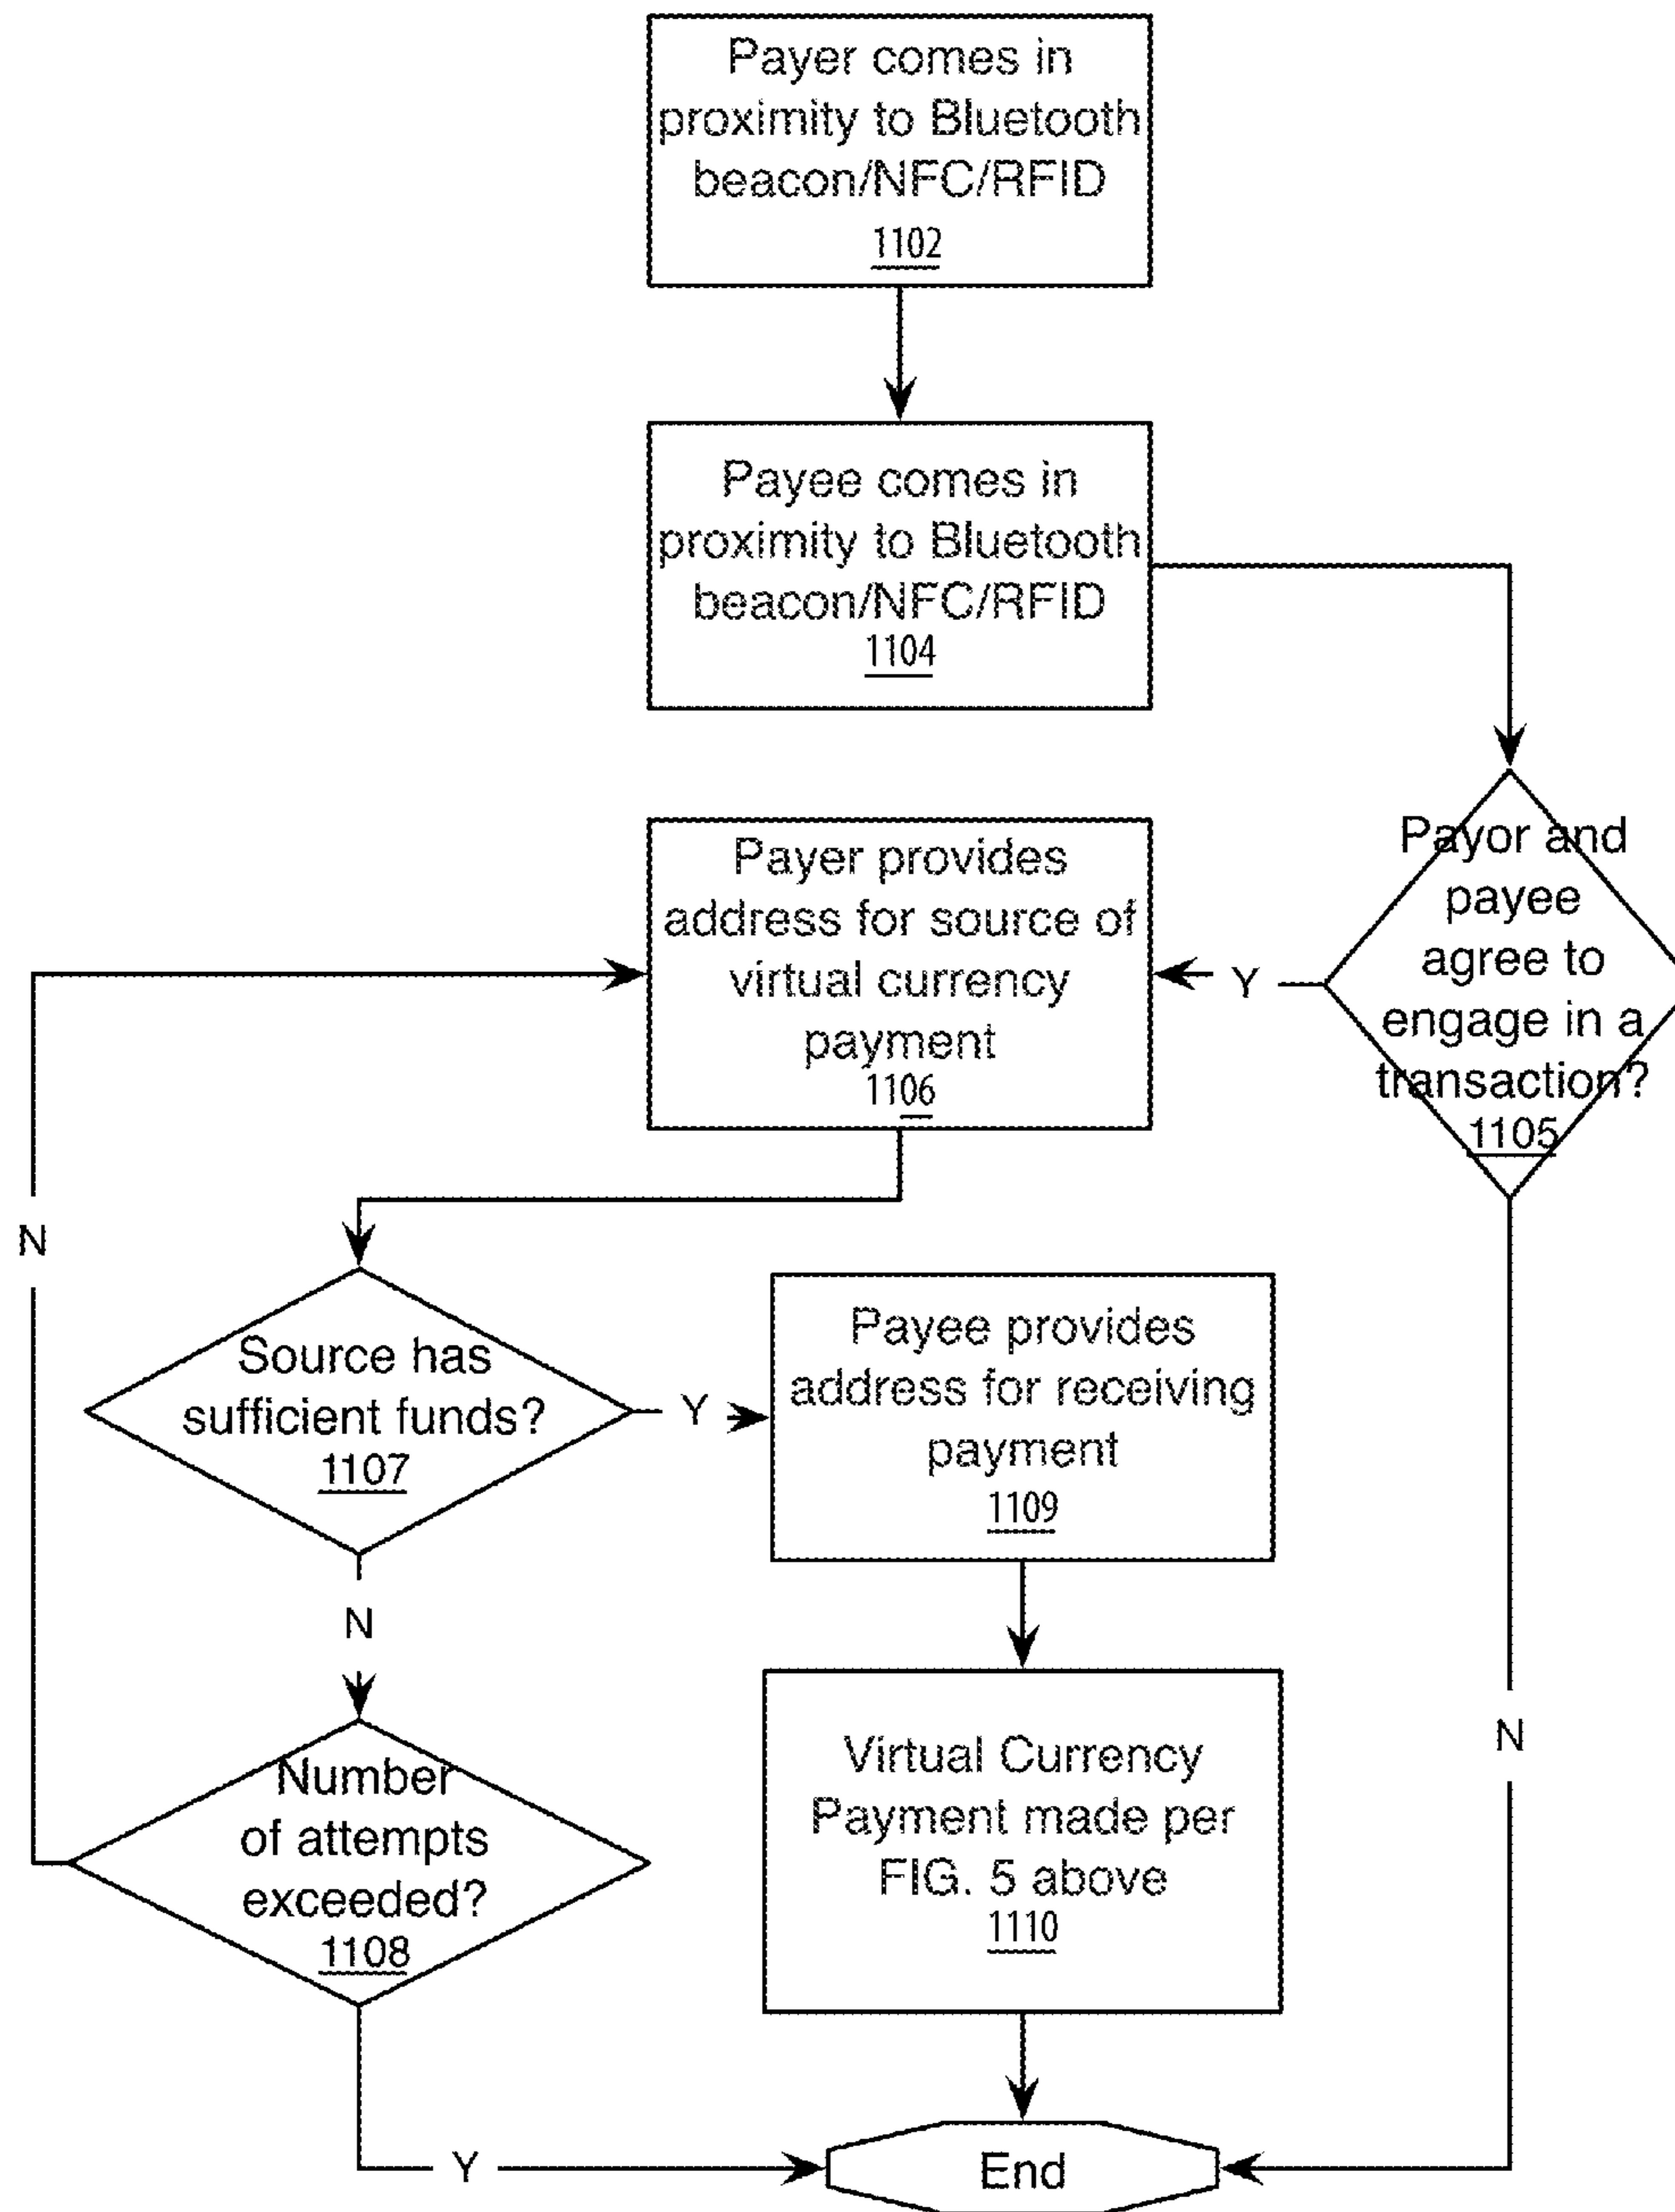 Payer comes in
proximity to Bluetooth
beacon/NFC/RFID
1102
Payee comes in
proximity to Bluetooth
beacon/NFC/RFID
1104
Payor and
payee
agree to
engage in a
transaction?
1105
Y
Payer provides
address for source of
virtual currency
payment
1106
N
Source has
sufficient funds?
1107
Y
Payee provides
address for receiving
payment
1109
N
Number
of attempts
exceeded?
1108
Virtual Currency
Payment made per
FIG. 5 above
1110
N
Y
End